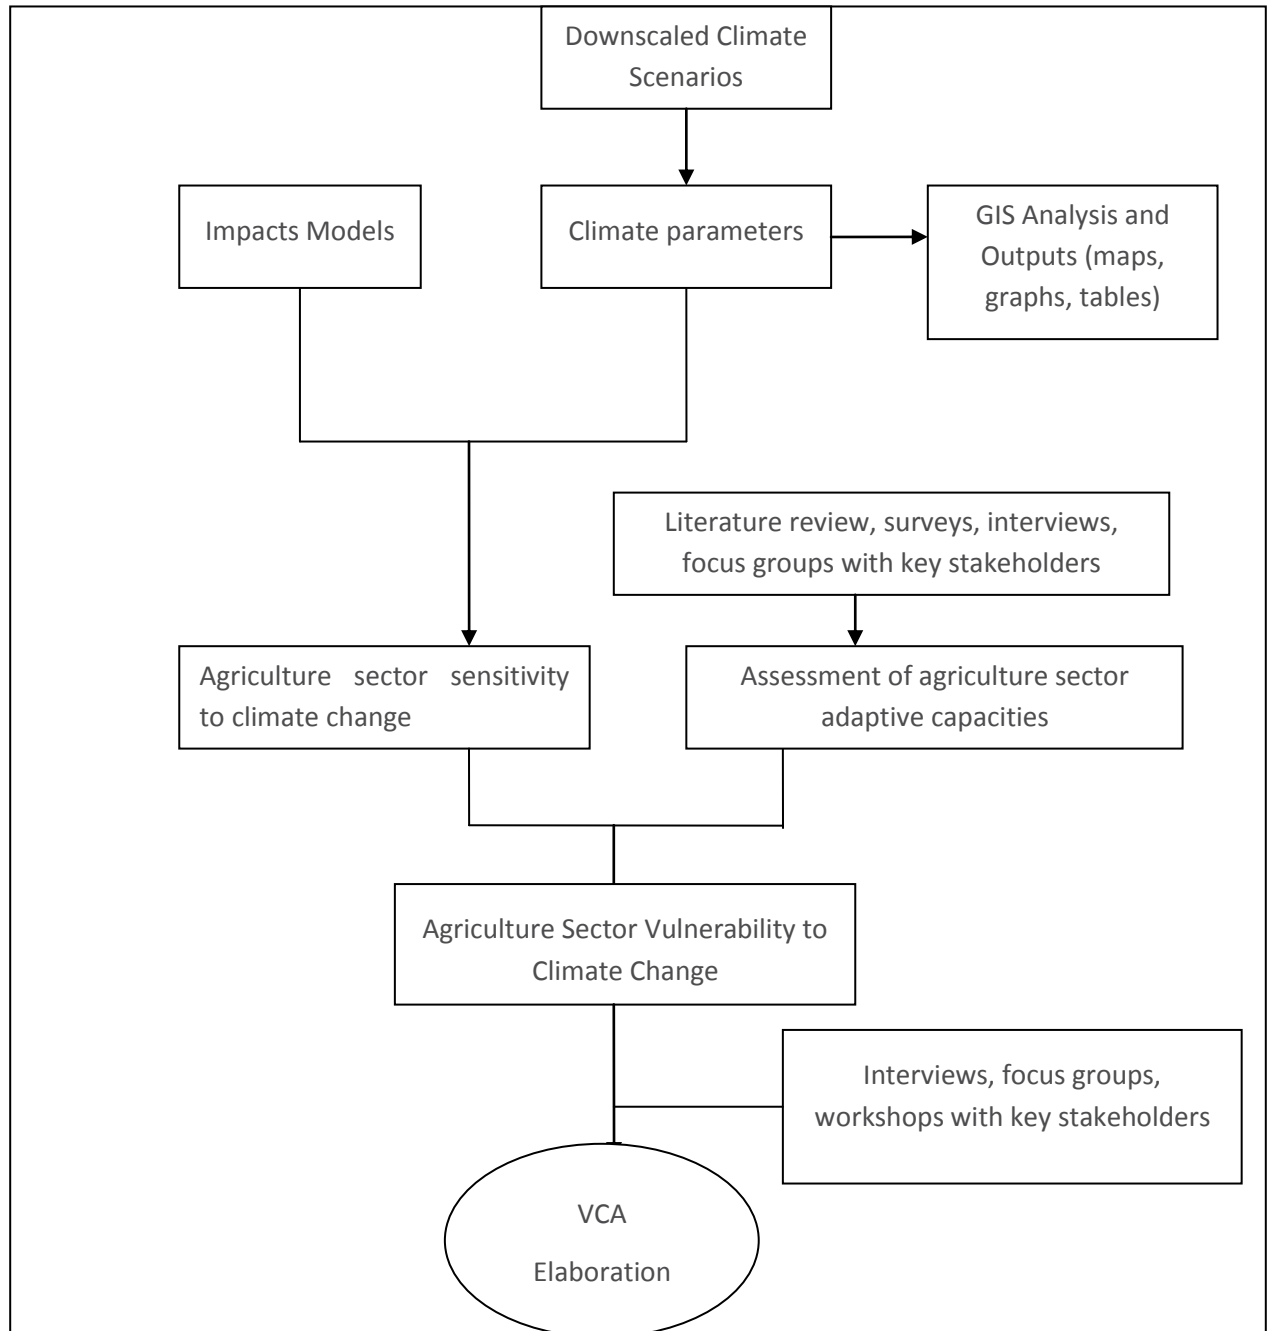 Downscaled Climate
Scenarios
Impacts Models
Climate parameters
GIS Analysis and
Outputs (maps,
graphs, tables)
Literature review, surveys, interviews,
focus groups with key stakeholders
Agriculture sector sensitivity
to climate change
Assessment of agriculture sector
adaptive capacities
Agriculture Sector Vulnerability to
Climate Change
Interviews, focus groups,
workshops with key stakeholders
VCA
Elaboration